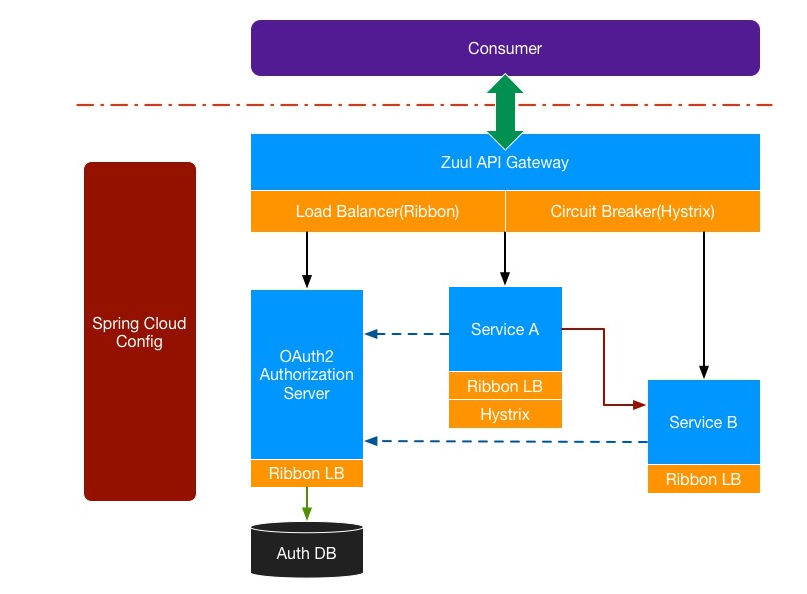 Consumer
Zuul API Gateway
Load Balancer(Ribbon)
Circuit Breaker(Hystrix)
Spring Cloud
Config
OAuth2
Authorization
Server
Ribbon LB
Service A
Ribbon LB
Hystrix
Service B
Ribbon LB
Auth DB